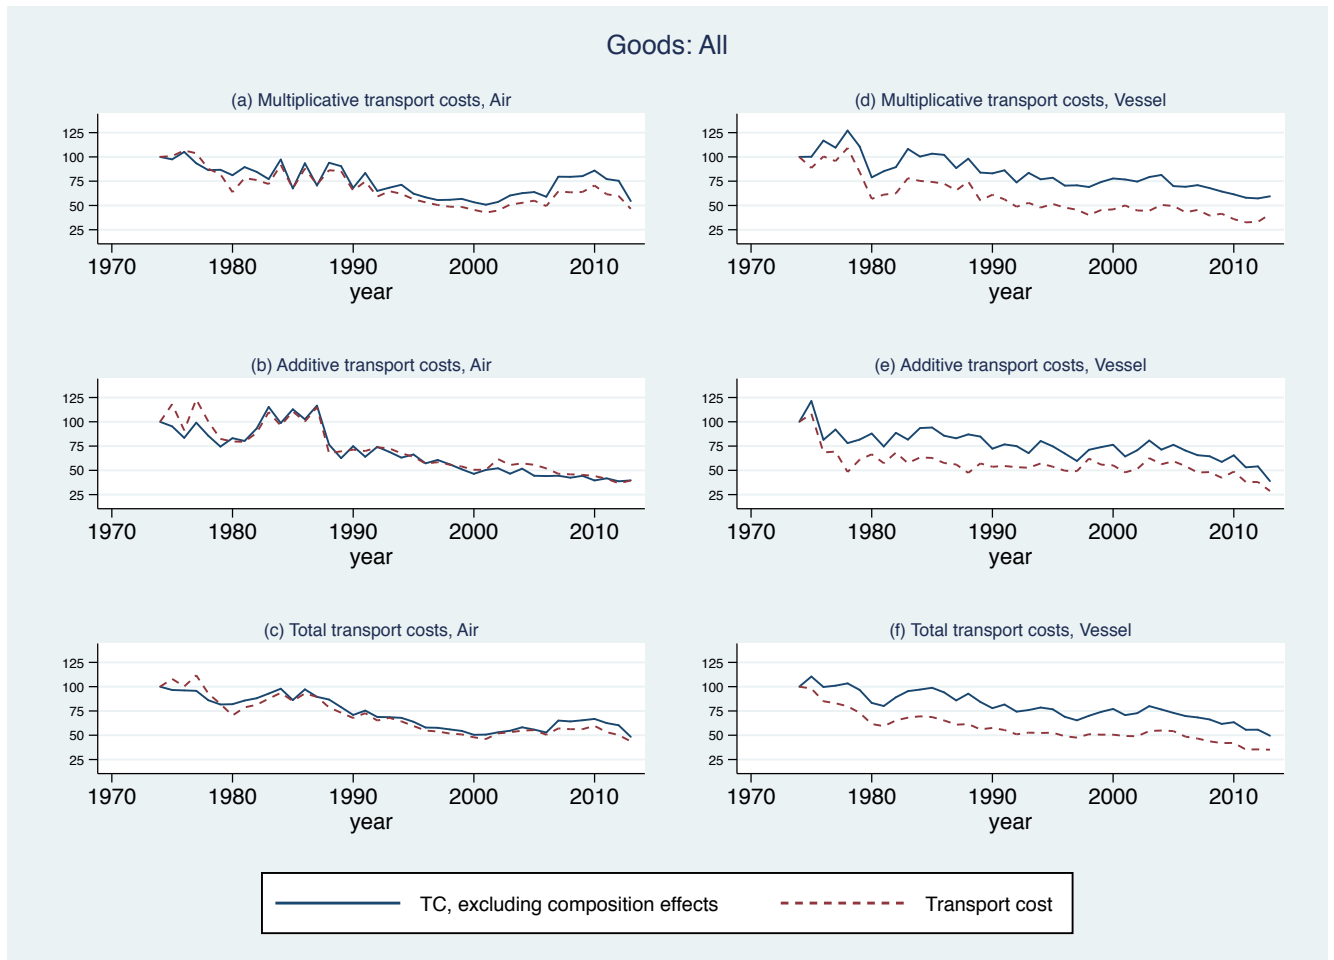 Goods: All
(a) Multiplicative transport costs, Air
125
100
75
50
25
1970 1980 1990 2000 2010
year
(b) Additive transport costs, Air
125
100
75
50
25
1970 1980 1990 2000 2010
year
(c) Total transport costs, Air
125
100
75
50
25
1970 1980 1990 2000 2010
year
(d) Multiplicative transport costs, Vessel
125
100
75
50
25
1970 1980 1990 2000 2010
year
(e) Additive transport costs, Vessel
125
100
75
50
25
1970 1980 1990 2000 2010
year
(f) Total transport costs, Vessel
125
100
75
50
25
1970 1980 1990 2000 2010
year
TC, excluding composition effects Transport cost